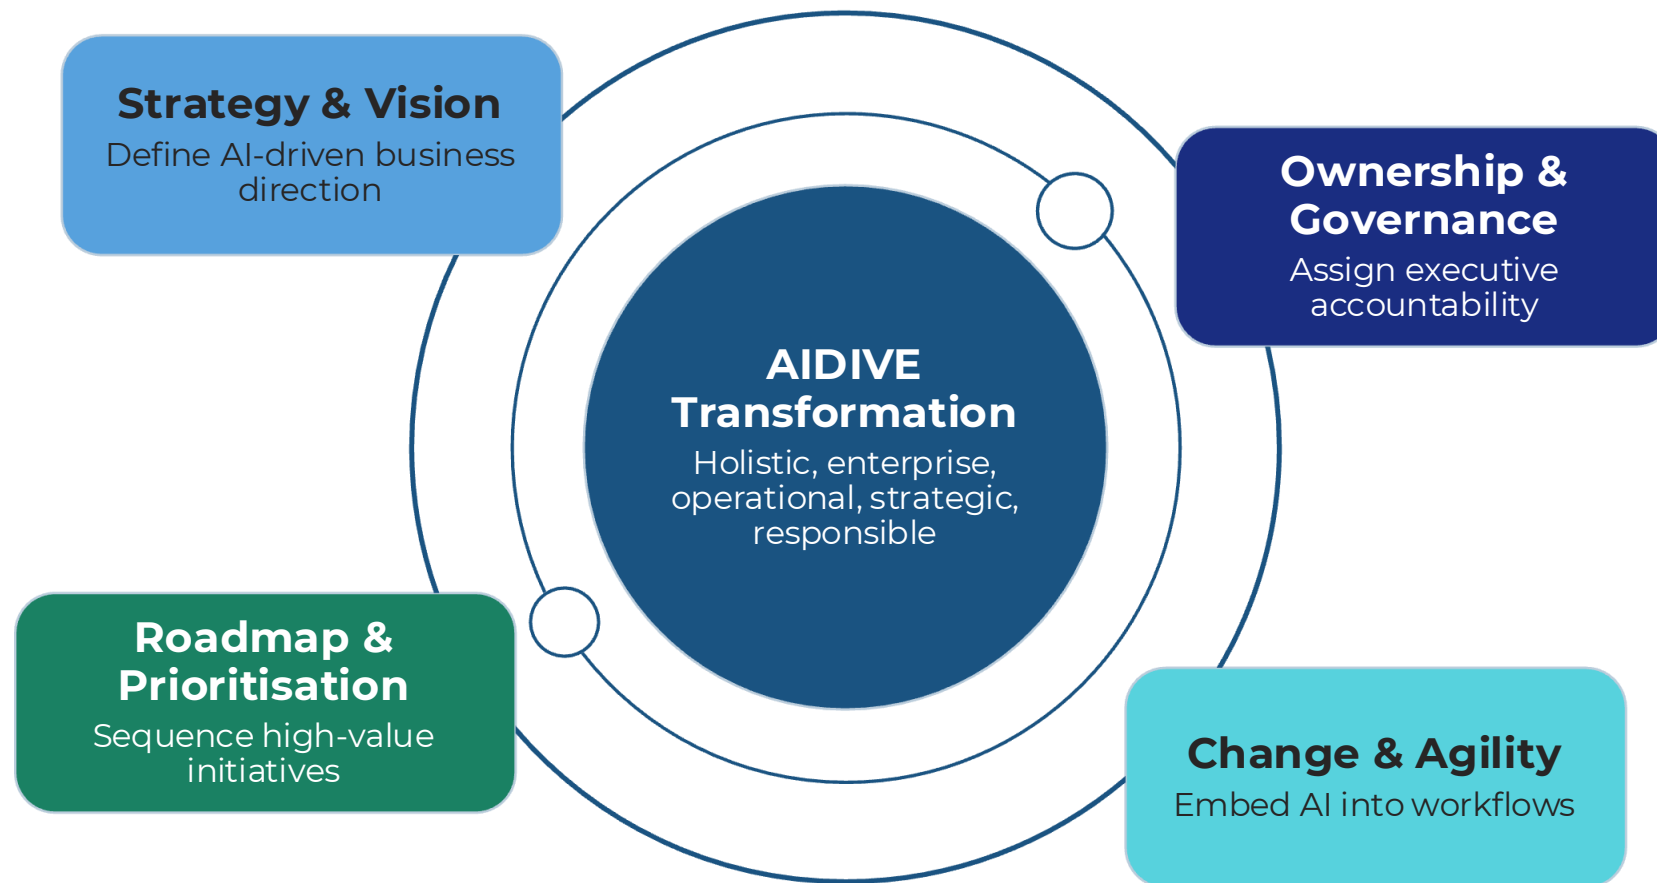 Strategy & Vision
Define AI-driven business
direction
Ownership &
Governance
Assign executive
accountability
AIDIVE
Transformation
Holistic, enterprise,
operational, strategic,
responsible
Roadmap &
Prioritisation
Sequence high-value
initiatives
Change & Agility
Embed AI into workflows